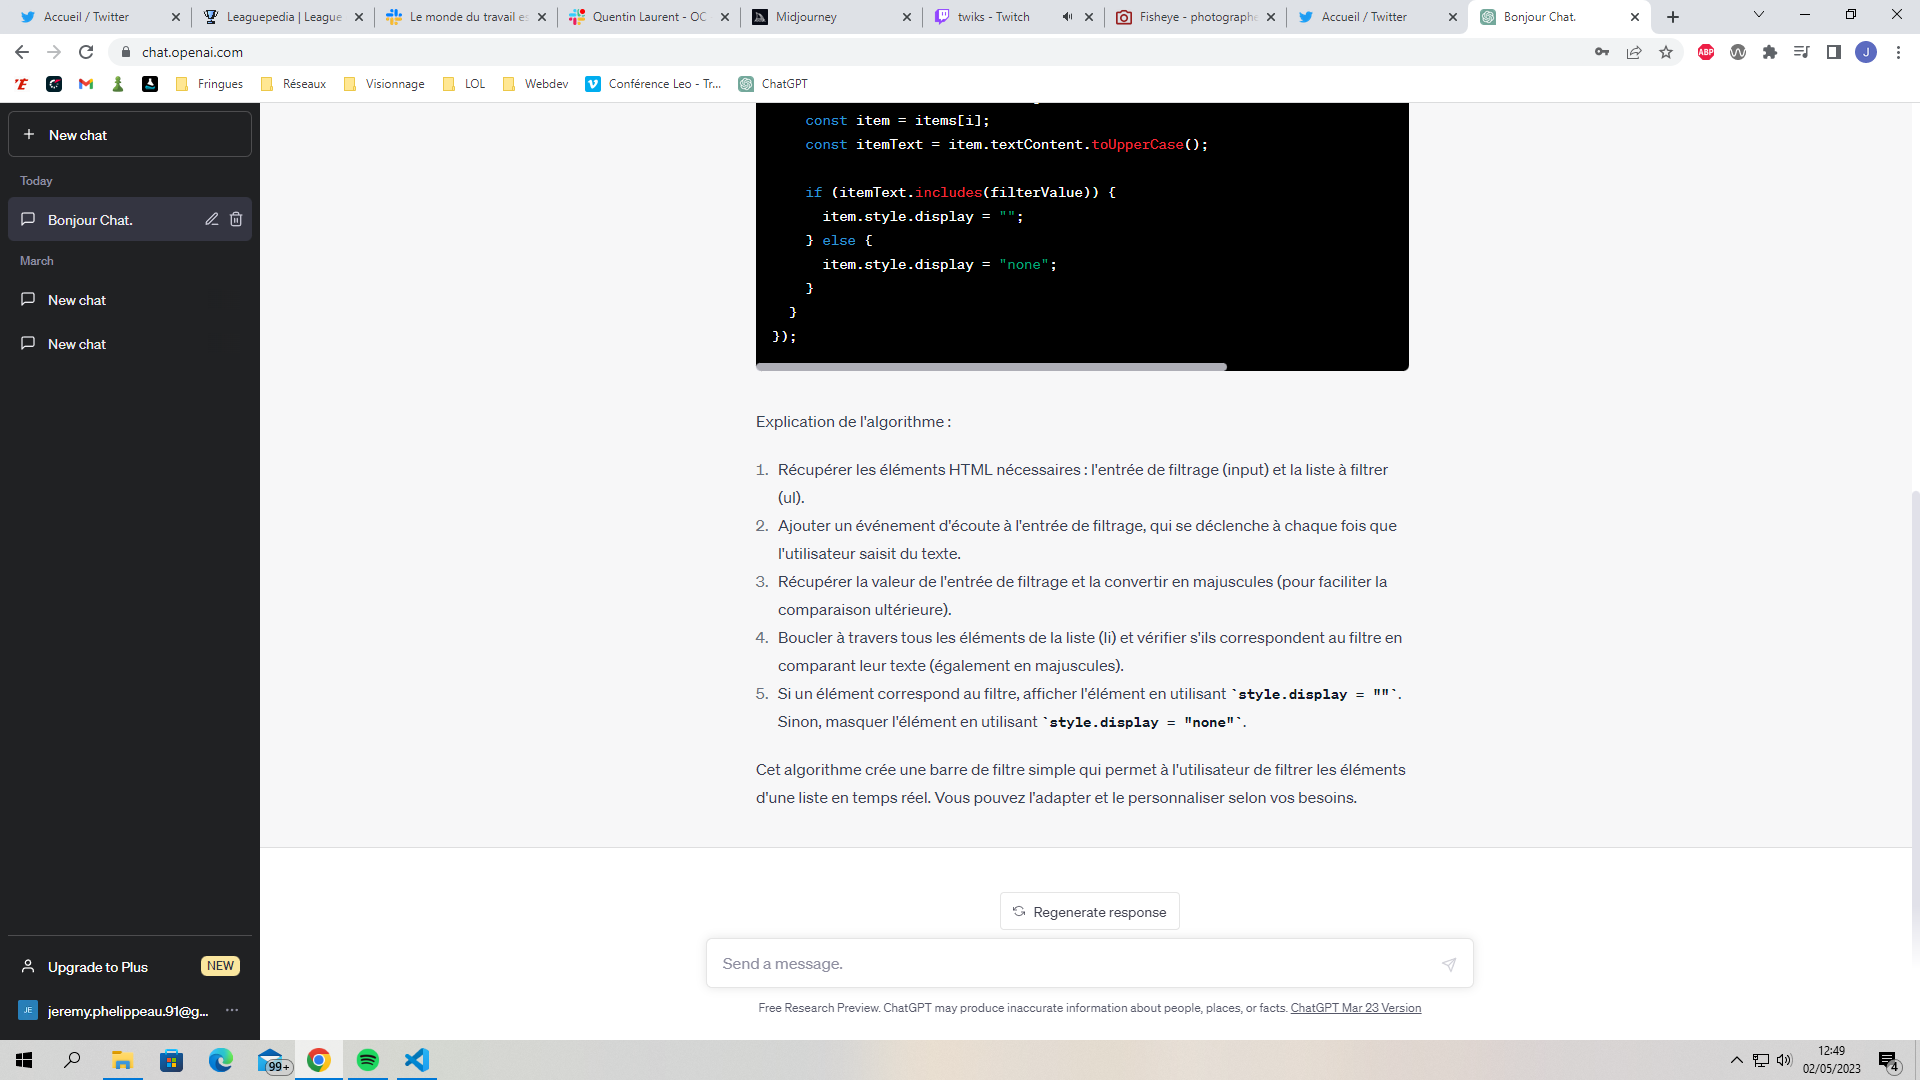 Accueil / Twitter
Leaguepedia | League
Le monde du travail es
Quentin Laurent - OC
Midjourney
twiks - Twitch
Fisheye - photographe
Accueil / Twitter
Bonjour Chat.
chat.openai.com
ABP
J
Fringues
Réseaux
Visionnage
LOL
Webdev
Conférence Leo - Tr...
ChatGPT
New chat
Today
Bonjour Chat.
March
New chat
New chat
const item = items[i];
const itemText = item.textContent.toUpperCase();
if (itemText.includes(filterValue)) {
item.style.display = "";
} else {
item.style.display = "none";
}
}
});
Explication de l'algorithme :
1. Récupérer les éléments HTML nécessaires : l'entrée de filtrage (input) et la liste à filtrer
(ul).
2. Ajouter un événement d'écoute à l'entrée de filtrage, qui se déclenche à chaque fois que
l'utilisateur saisit du texte.
3. Récupérer la valeur de l'entrée de filtrage et la convertir en majuscules (pour faciliter la
comparaison ultérieure).
4. Boucler à travers tous les éléments de la liste (li) et vérifier s'ils correspondent au filtre en
comparant leur texte (également en majuscules).
5. Si un élément correspond au filtre, afficher l'élément en utilisant `style.display = ""`.
Sinon, masquer l'élément en utilisant `style.display = "none"`.
Cet algorithme crée une barre de filtre simple qui permet à l'utilisateur de filtrer les éléments
d'une liste en temps réel. Vous pouvez l'adapter et le personnaliser selon vos besoins.
Regenerate response
Send a message.
Free Research Preview. ChatGPT may produce inaccurate information about people, places, or facts. ChatGPT Mar 23 Version
Upgrade to Plus
NEW
JE
jeremy.phelippeau.91@g...
99+
12:49
02/05/2023
4